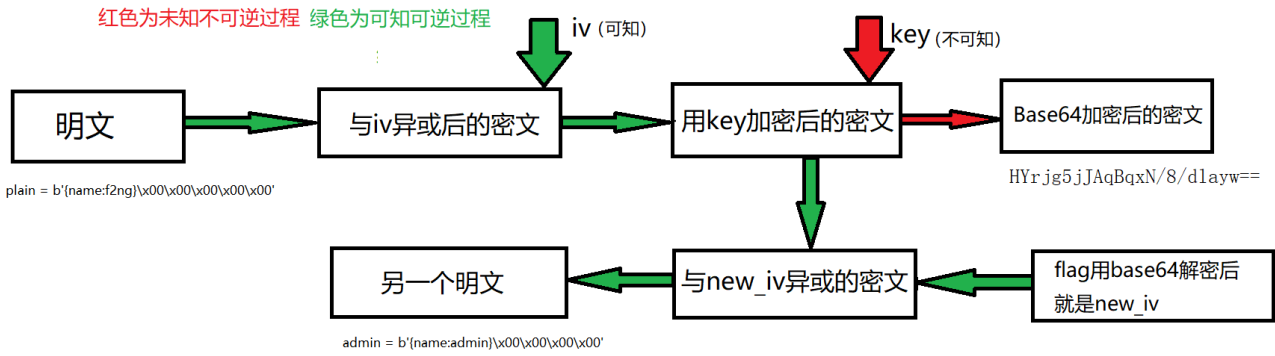 红色为未知不可逆过程 绿色为可知可逆过程
iv (可知)
key (不可知)
明文
与iv异或后的密文
用key加密后的密文
Base64加密后的密文
plain = b'{name:f2ng}\x00\x00\x00\x00\x00'
HYrjg5jJAqBqxN/8/dlayw==
另一个明文
与new_iv异或的密文
flag用base64解密后
就是new_iv
admin = b'{name:admin}\x00\x00\x00\x00'